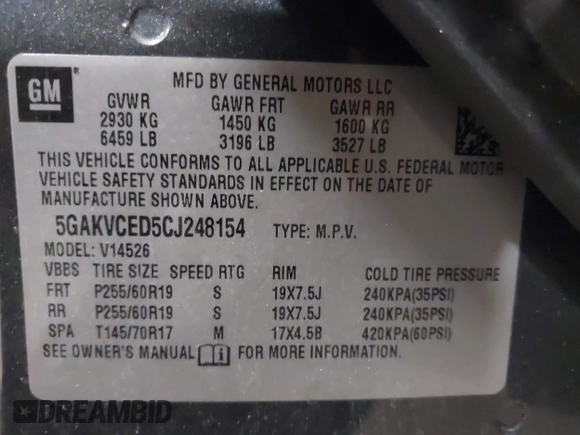 MFD BY GENERAL MOTORS LLC
GM ®
GVWR GAWR FRT GAWR RR
2930 KG 1450 KG 1600 KG
6459 LB 3196 LB 3527 LB
THIS VEHICLE CONFORMS TO ALL APPLICABLE U.S. FEDERAL MOTOR
VEHICLE SAFETY STANDARDS IN EFFECT ON THE DATE OF
MANUFACTURE SHOWN ABOVE.
5GAKVCED5CJ248154 TYPE: M.P.V.
MODEL: V14526
VBBS TIRE SIZE SPEED RTG RIM COLD TIRE PRESSURE
FRT P255/60R19 S 19X7.5J 240KPA(35PSI)
RR P255/60R19 S 19X7.5J 240KPA(35PSI)
SPA T145/70R17 M 17X4.5B 420KPA(60PSI)
SEE OWNER'S MANUAL FOR MORE INFORMATION.
DREAMBID